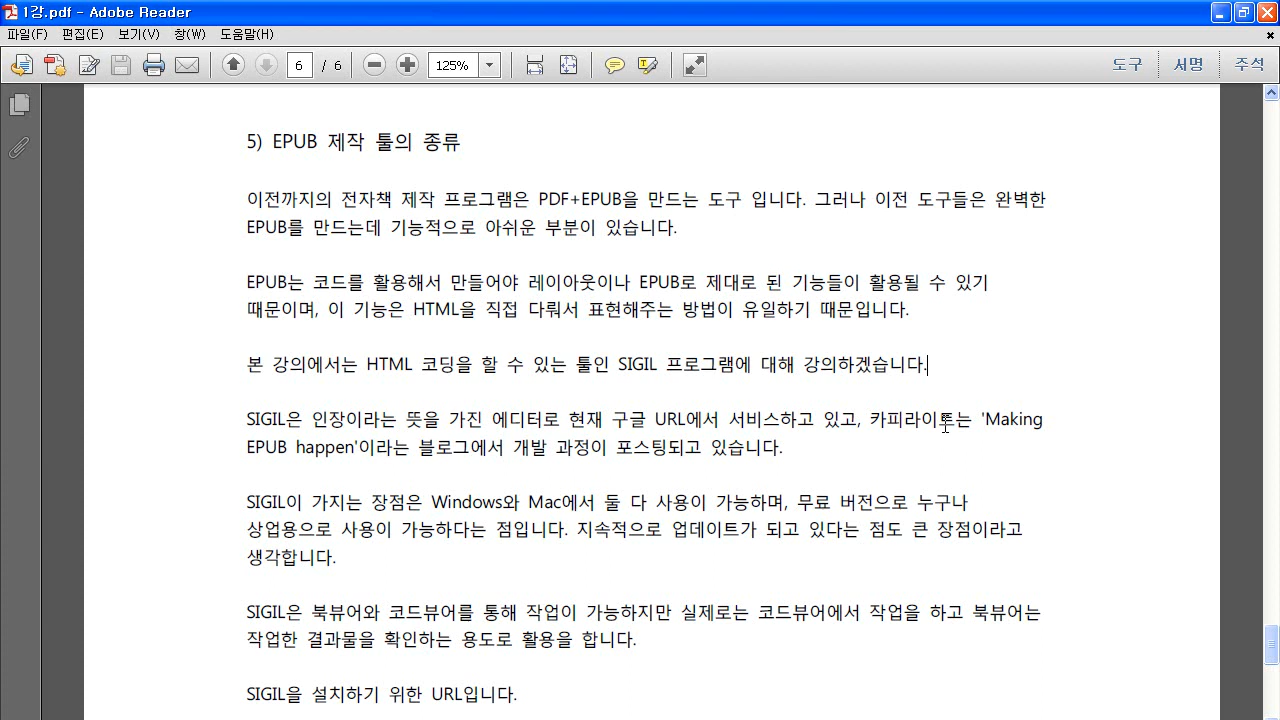 1강.pdf - Adobe Reader
파일(F) 편집(E) 보기(V) 창(W) 도움말(H)
6 / 6 125% 도구 서명 주석
5) EPUB 제작 툴의 종류
이전까지의 전자책 제작 프로그램은 PDF+EPUB을 만드는 도구 입니다. 그러나 이전 도구들은 완벽한
EPUB를 만드는데 기능적으로 아쉬운 부분이 있습니다.
EPUB는 코드를 활용해서 만들어야 레이아웃이나 EPUB로 제대로 된 기능들이 활용될 수 있기
때문이며, 이 기능은 HTML을 직접 다뤄서 표현해주는 방법이 유일하기 때문입니다.
본 강의에서는 HTML 코딩을 할 수 있는 툴인 SIGIL 프로그램에 대해 강의하겠습니다.
SIGIL은 인장이라는 뜻을 가진 에디터로 현재 구글 URL에서 서비스하고 있고, 카피라이트는 'Making
EPUB happen'이라는 블로그에서 개발 과정이 포스팅되고 있습니다.
SIGIL이 가지는 장점은 Windows와 Mac에서 둘 다 사용이 가능하며, 무료 버전으로 누구나
상업용으로 사용이 가능하다는 점입니다. 지속적으로 업데이트가 되고 있다는 점도 큰 장점이라고
생각합니다.
SIGIL은 북뷰어와 코드뷰어를 통해 작업이 가능하지만 실제로는 코드뷰어에서 작업을 하고 북뷰어는
작업한 결과물을 확인하는 용도로 활용을 합니다.
SIGIL을 설치하기 위한 URL입니다.